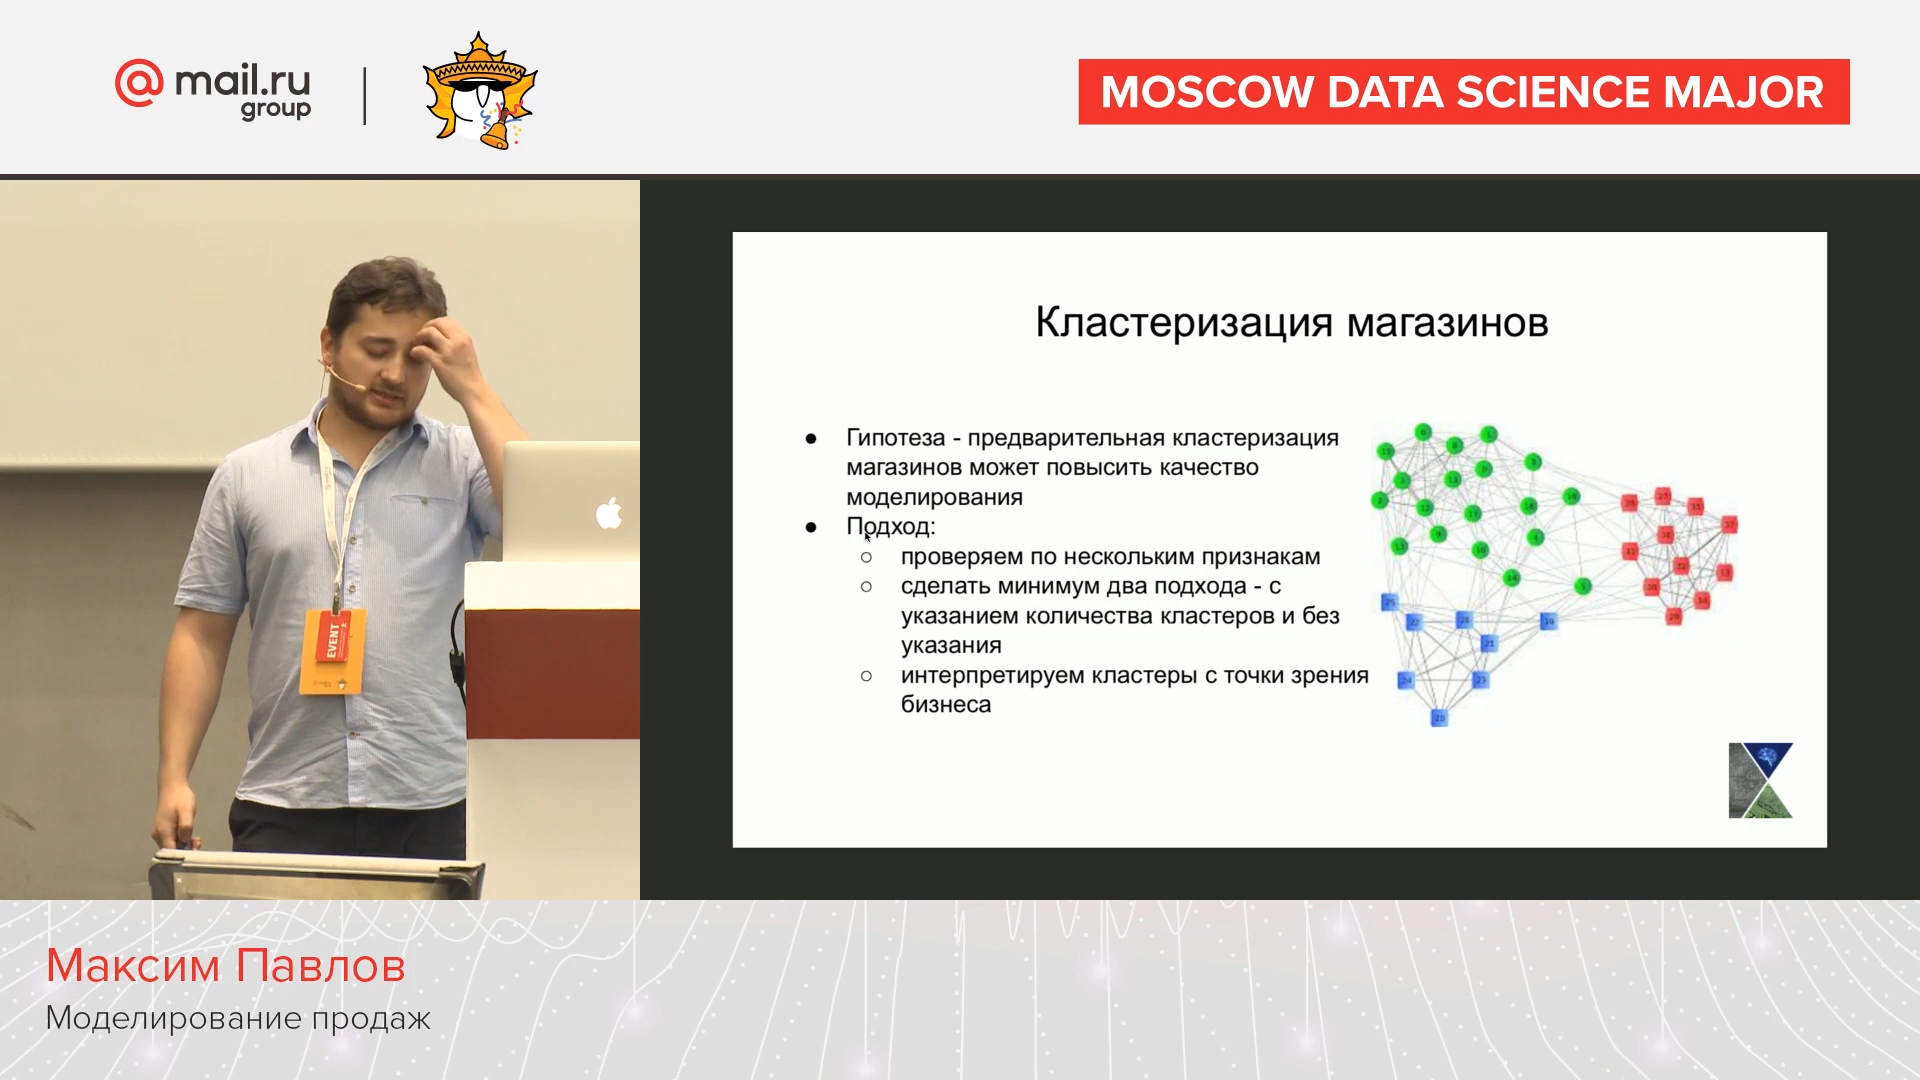 @mail.ru
group
MOSCOW DATA SCIENCE MAJOR
EVENT
Кластеризация магазинов
● Гипотеза - предварительная кластеризация
магазинов может повысить качество
моделирования
● Подход:
○ проверяем по нескольким признакам
○ сделать минимум два подхода - с
указанием количества кластеров и без
указания
○ интерпретируем кластеры с точки зрения
бизнеса
Максим Павлов
Моделирование продаж